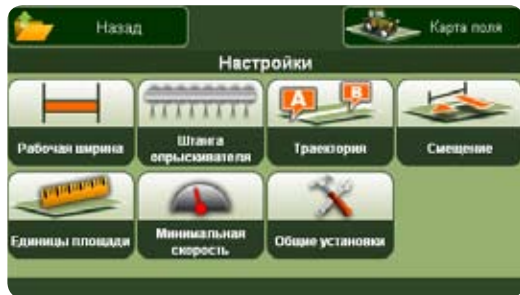 Назад
Карта поля
Настройки
Рабочая ширина
Штанга
опрыскивателя
Траектория
Смещение
A
B
Единицы площади
Минимальная
скорость
Общие установки